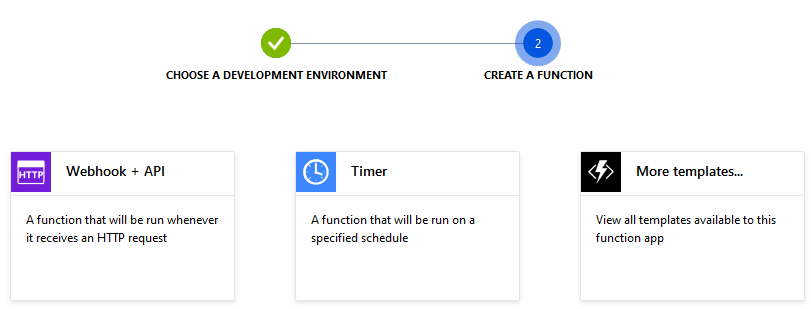 2
CHOOSE A DEVELOPMENT ENVIRONMENT
CREATE A FUNCTION
HTTP
Webhook + API
A function that will be run whenever
it receives an HTTP request
Timer
A function that will be run on a
specified schedule
More templates...
View all templates available to this
function app